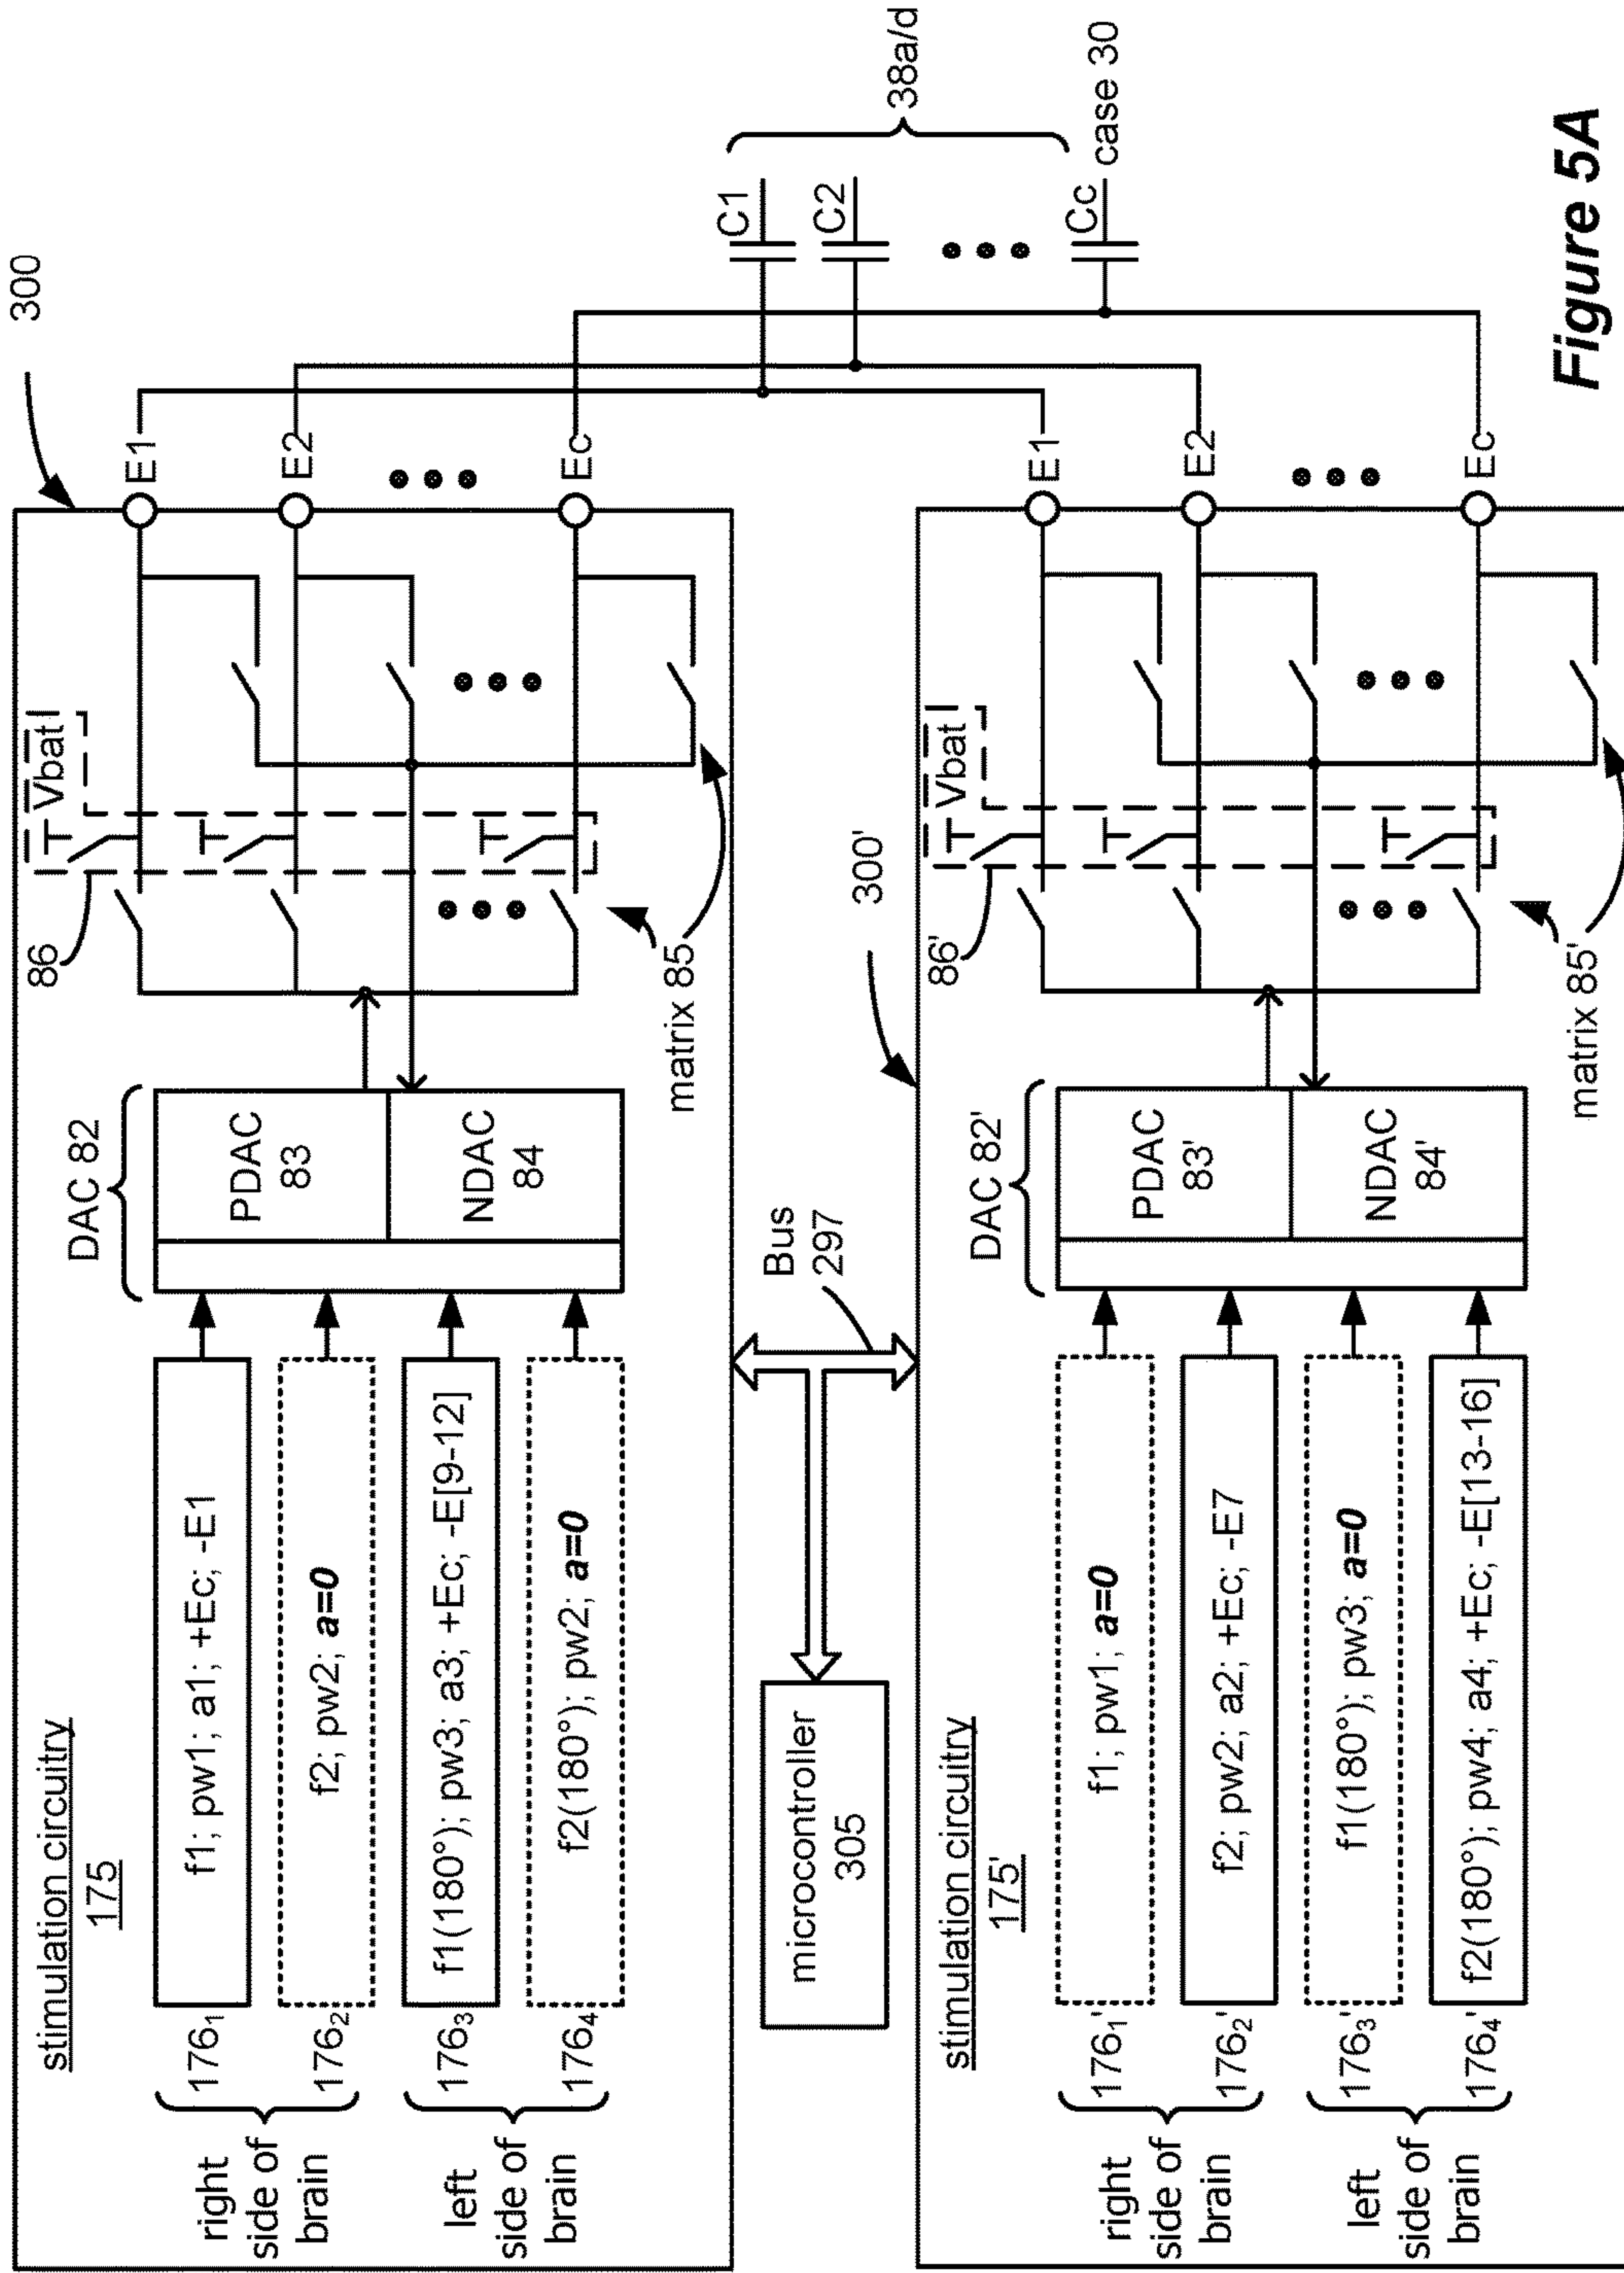 300
stimulation circuitry
175
right
side of
brain
left
side of
brain
176₁
176₂
176₃
176₄
f1; pw1; a1; +Ec; -E1
f2; pw2; a=0
f1(180°); pw3; a3; +Ec; -E[9-12]
f2(180°); pw2; a=0
DAC 82
PDAC
83
NDAC
84
86
Vbat
matrix 85
E1
E2
Ec
microcontroller
305
Bus
297
C1
C2
Cc
38a/d
case 30
300'
stimulation circuitry
175'
right
side of
brain
left
side of
brain
176₁'
176₂'
176₃'
176₄'
f1; pw1; a=0
f2; pw2; a2; +Ec; -E7
f1(180°); pw3; a=0
f2(180°); pw4; a4; +Ec; -E[13-16]
DAC 82'
PDAC
83'
NDAC
84'
86'
Vbat
matrix 85'
E1
E2
Ec
Figure 5A